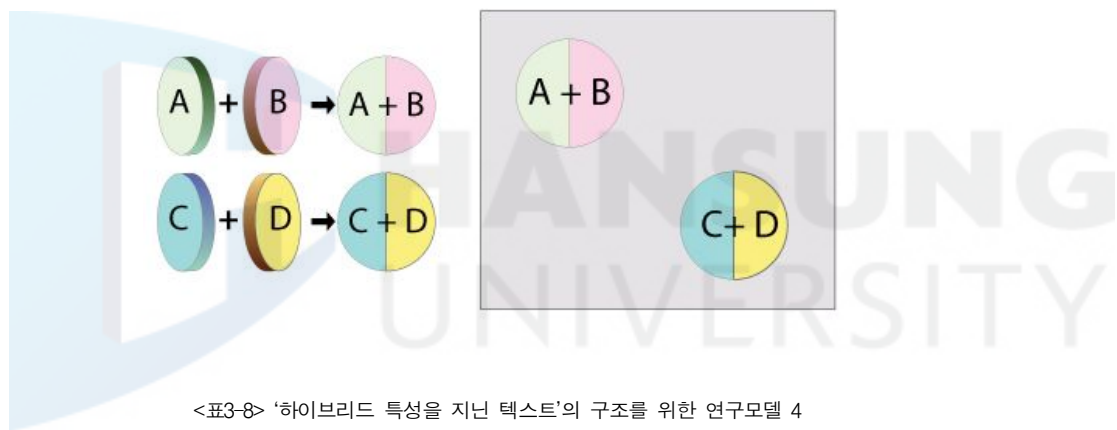 A + B → A + B
A + B
C + D → C + D
C+ D
HANSUNG
UNIVERSITY
<표3-8> ‘하이브리드 특성을 지닌 텍스트’의 구조를 위한 연구모델 4